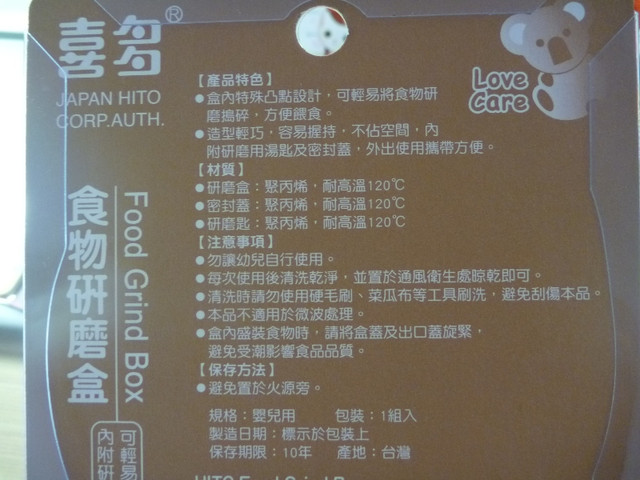 喜多®
JAPAN HITO
CORP.AUTH.
Love
Care
食物研磨盒
Food Grind Box
可輕易
內附研
【產品特色】
●盒內特殊凸點設計，可輕易將食物研
磨搗碎，方便餵食。
●造型輕巧，容易握持，不佔空間，內
附研磨用湯匙及密封蓋，外出使用攜帶方便。
【材質】
●研磨盒：聚丙烯，耐高溫120℃
●密封蓋：聚丙烯，耐高溫120℃
●研磨匙：聚丙烯，耐高溫120℃
【注意事項】
●勿讓幼兒自行使用。
●每次使用後清洗乾淨，並置於通風衛生處晾乾即可。
●清洗時請勿使用硬毛刷、菜瓜布等工具刷洗，避免刮傷本品。
●本品不適用於微波處理。
●盒內盛裝食物時，請將盒蓋及出口蓋旋緊，
避免受潮影響食品品質。
【保存方法】
●避免置於火源旁。
規格：嬰兒用 包裝：1組入
製造日期：標示於包裝上
保存期限：10年 產地：台灣
HITO Food Grind Box